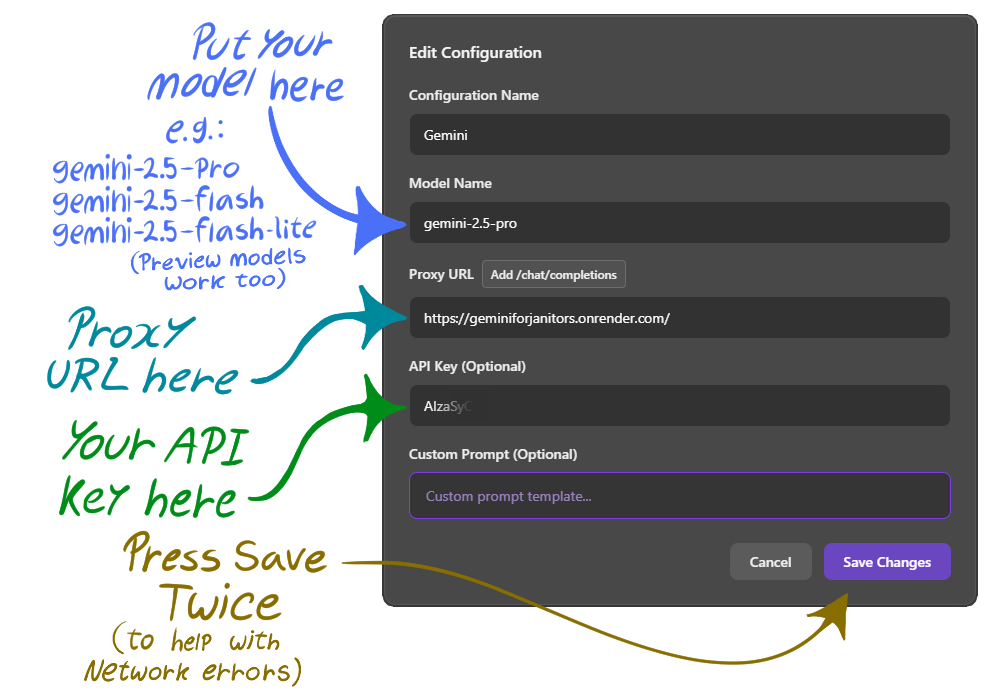 Put Your
model here
e.g.:
gemini-2.5-Pro
gemini-2.5-flash
gemini-2.5-flash-lite
(Preview models
work too)
Proxy
URL here
Your API
Key here
Press Save
Twice
(to help with
Network errors)
Edit Configuration
Configuration Name
Gemini
Model Name
gemini-2.5-pro
Proxy URL
Add /chat/completions
https://geminiforjanitors.onrender.com/
API Key (Optional)
AIzaSyC
Custom Prompt (Optional)
Custom prompt template...
Cancel
Save Changes